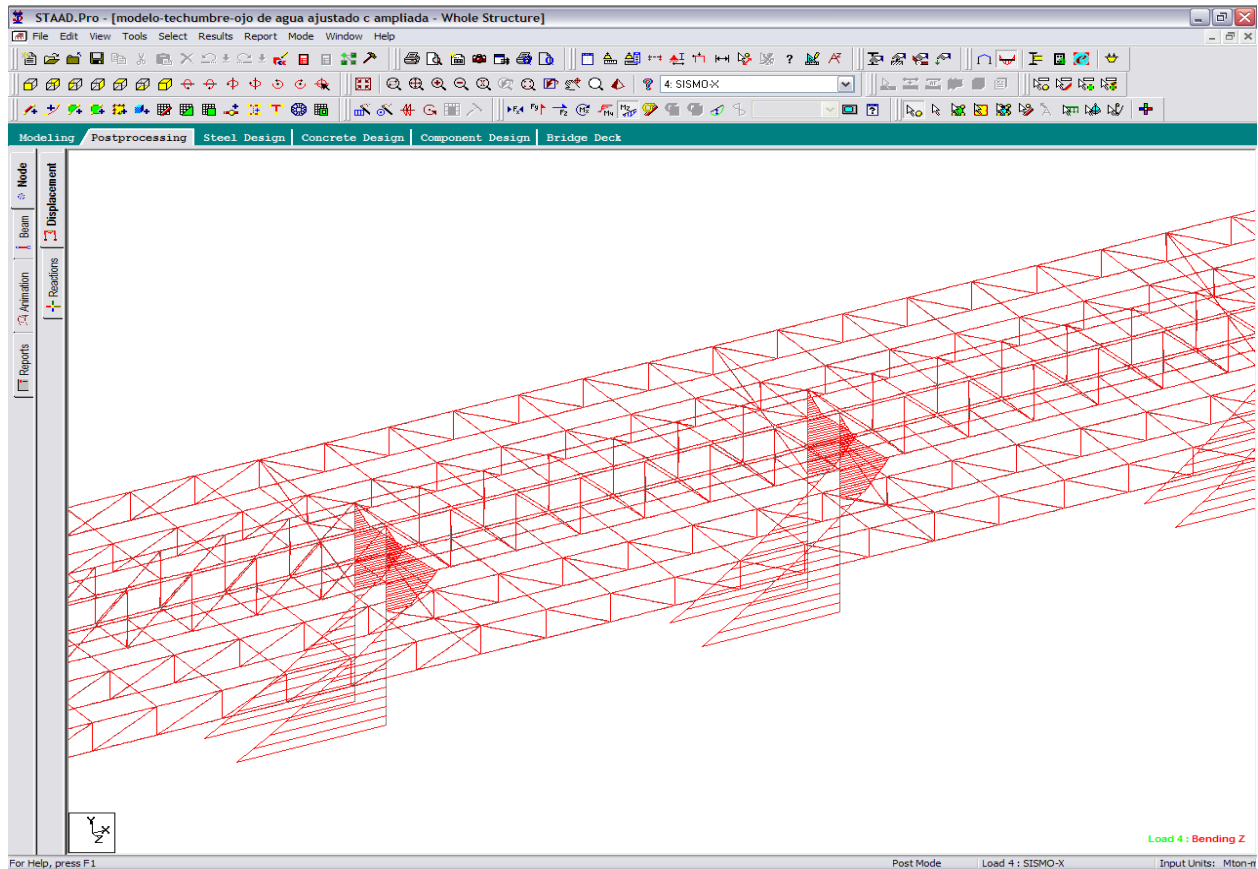 STAAD.Pro - [modelo-techumbre-ojo de agua ajustado c ampliada - Whole Structure]
File Edit View Tools Select Results Report Mode Window Help
4: SISMO-X
Modeling Postprocessing Steel Design Concrete Design Component Design Bridge Deck
Node
Beam
Animation
Reports
Displacement
Reactions
Y
X
Z
Load 4 : Bending Z
For Help, press F1
Post Mode Load 4 : SISMO-X Input Units: Mton-m